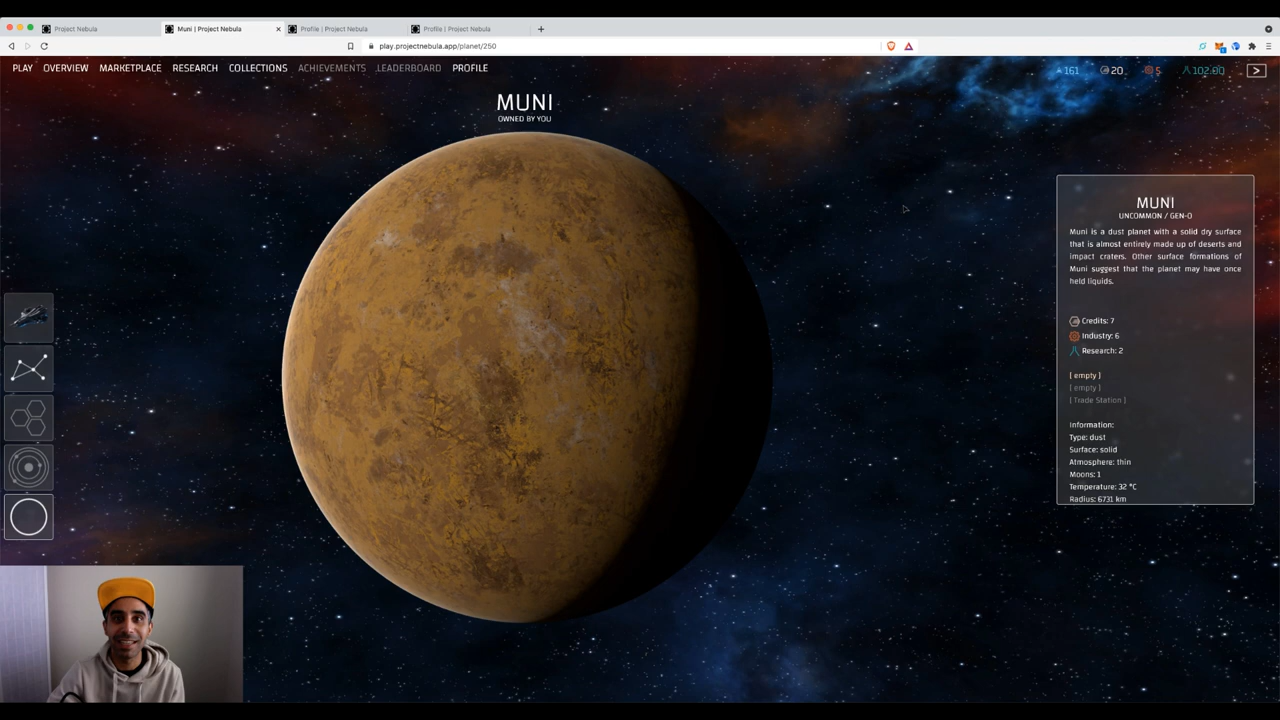 Project Nebula
Muni | Project Nebula
Profile | Project Nebula
Profile | Project Nebula
play.projectnebula.app/planet/250
PLAY OVERVIEW MARKETPLACE RESEARCH COLLECTIONS ACHIEVEMENTS LEADERBOARD PROFILE
161 20 5 102.00
MUNI
OWNED BY YOU
MUNI
UNCOMMON / GEN-0
Muni is a dust planet with a solid dry surface
that is almost entirely made up of deserts and
impact craters. Other surface formations of
Muni suggest that the planet may have once
held liquids.
Credits: 7
Industry: 6
Research: 2
[ empty ]
[ empty ]
[ Trade Station ]
Information:
Type: dust
Surface: solid
Atmosphere: thin
Moons: 1
Temperature: 32 °C
Radius: 6731 km